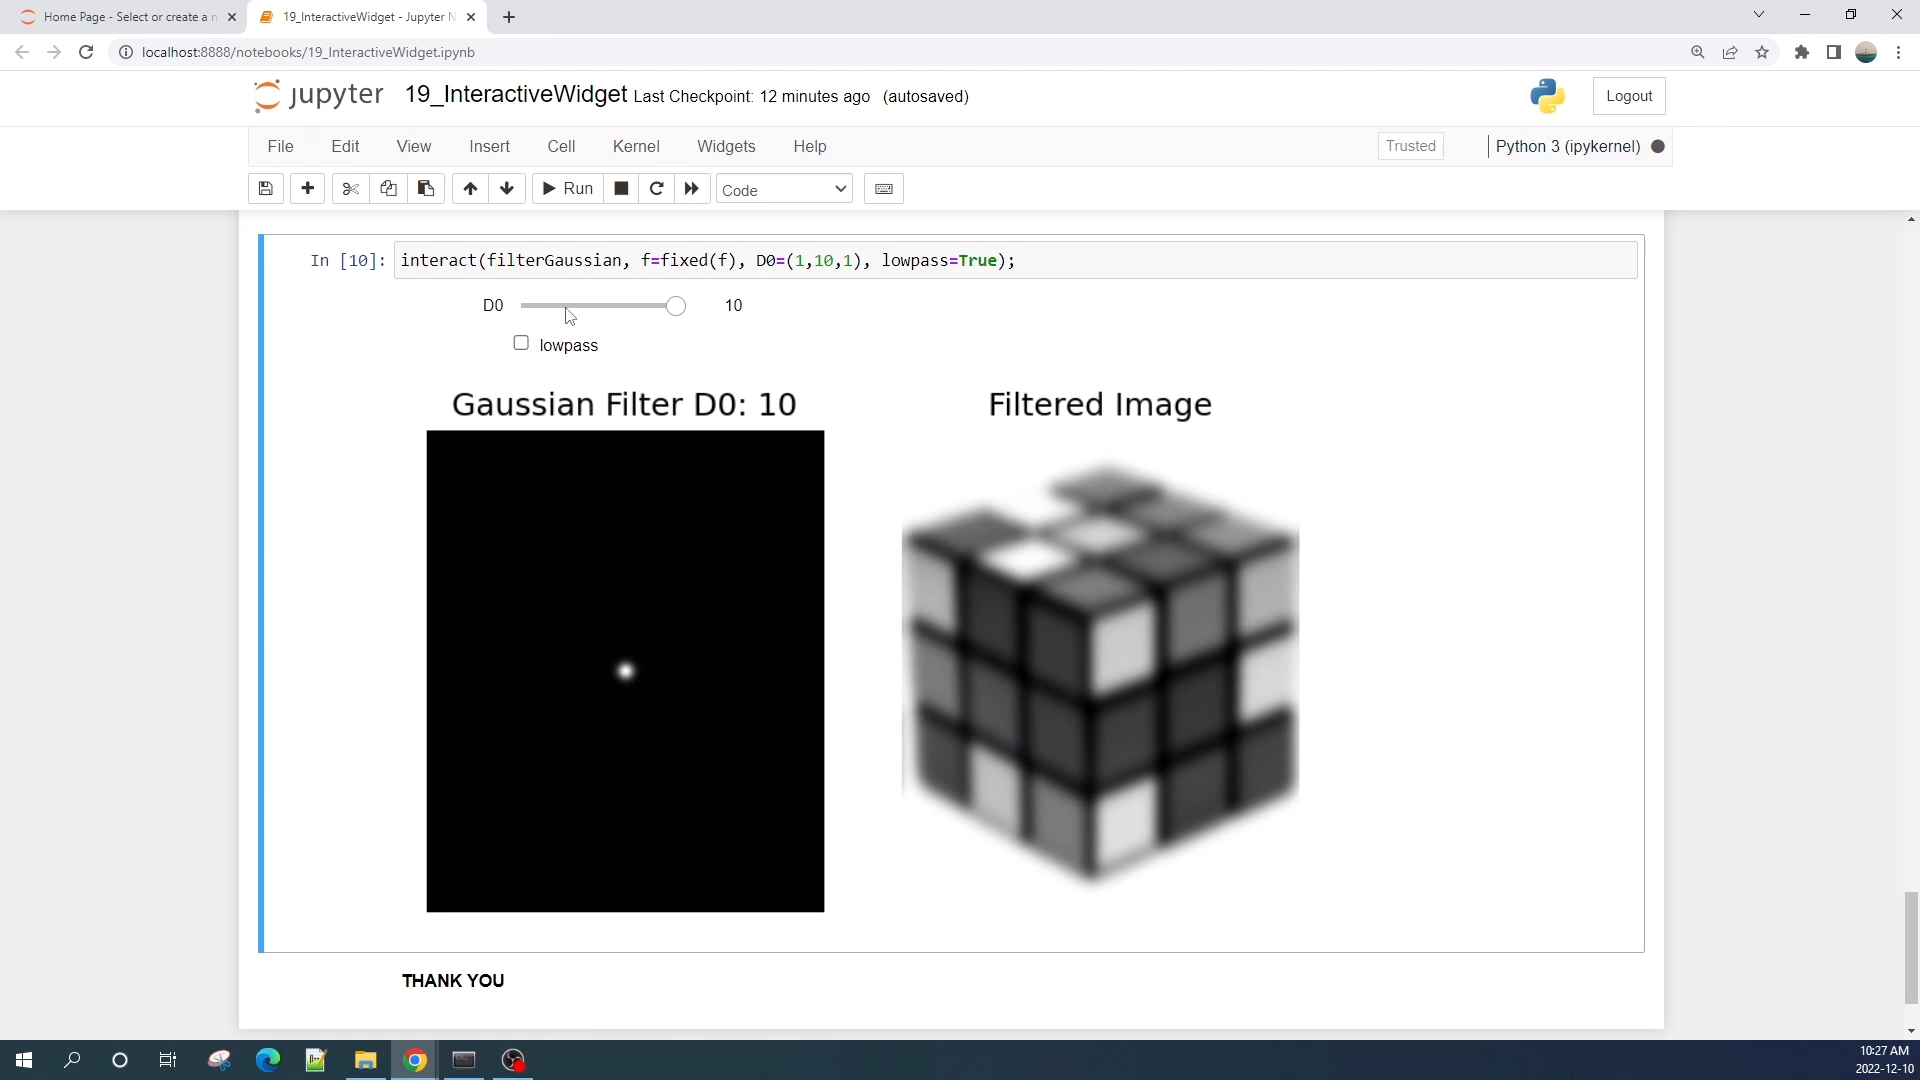 Home Page - Select or create a n
19_InteractiveWidget - Jupyter N
localhost:8888/notebooks/19_InteractiveWidget.ipynb
jupyter 19_InteractiveWidget Last Checkpoint: 12 minutes ago (autosaved)
Logout
File Edit View Insert Cell Kernel Widgets Help
Trusted
Python 3 (ipykernel)
Run
Code
In [10]: interact(filterGaussian, f=fixed(f), D0=(1,10,1), lowpass=True);
D0 10
lowpass
Gaussian Filter D0: 10
Filtered Image
THANK YOU
10:27 AM
2022-12-10